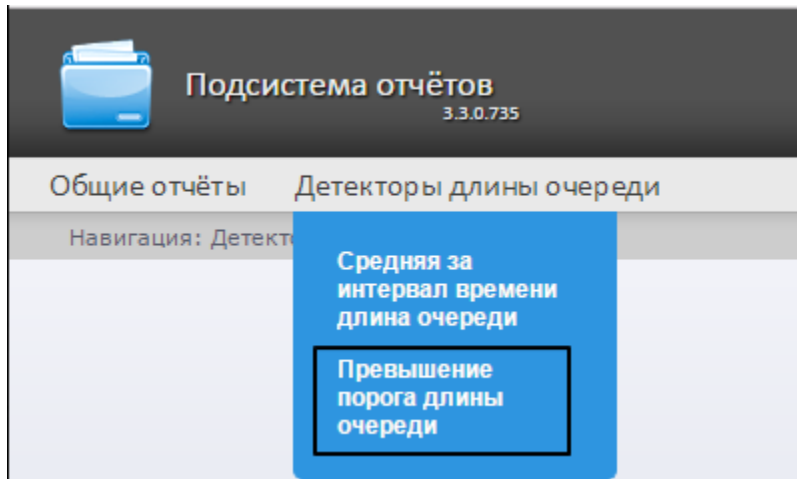 Подсистема отчётов
3.3.0.735
Общие отчёты Детекторы длины очереди
Навигация: Детект
Средняя за
интервал времени
длина очереди
Превышение
порога длины
очереди